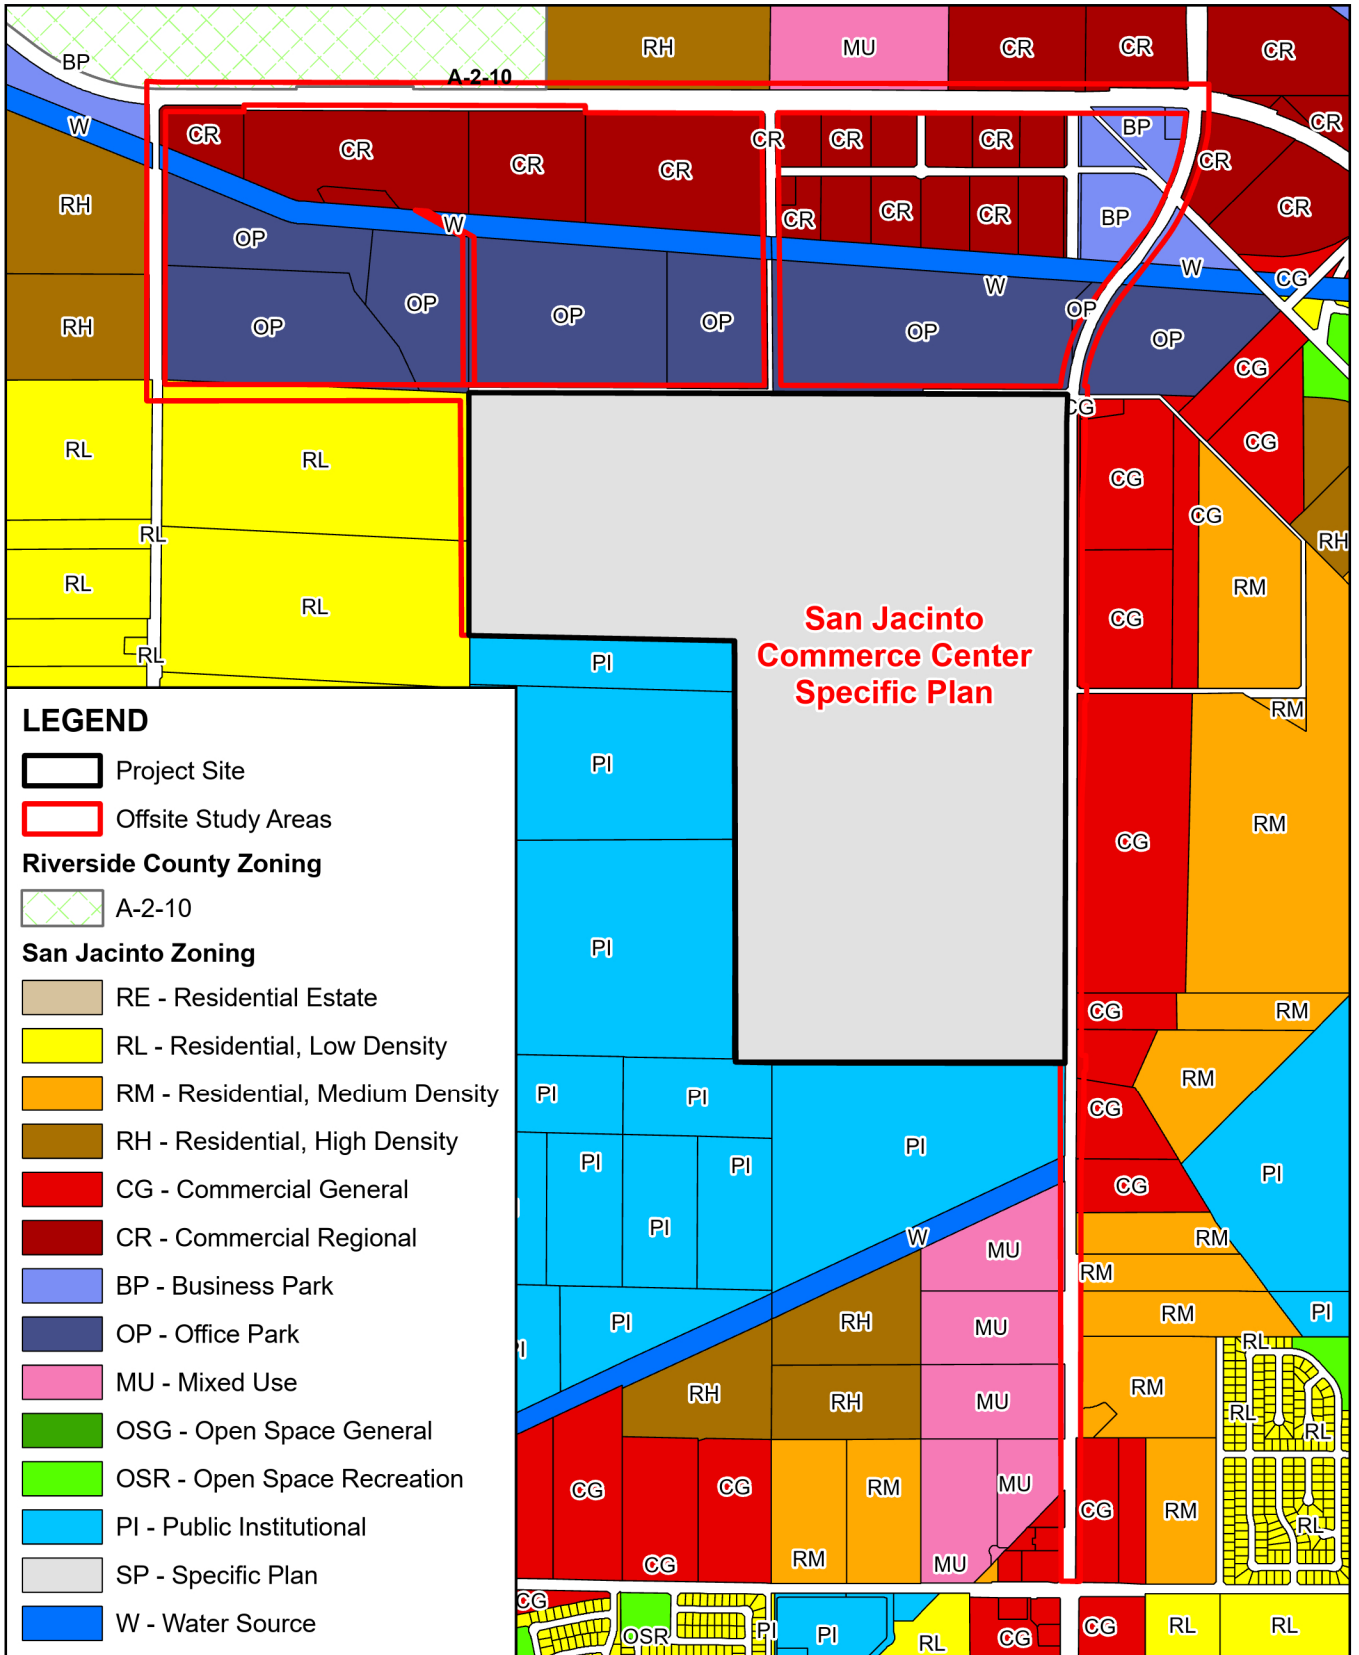 RH
MU
CR
CR
CR
BP
A-2-10
W
CR
CR
CR
CR
CR
CR
CR
BP
CR
CR
RH
OP
W
CR
CR
CR
BP
CR
W
CG
W
OP
OP
OP
OP
OP
OP
OP
RH
CG
CG
RL
RL
CG
CG
CG
RH
RL
RL
RL
RM
CG
San Jacinto
Commerce Center
Specific Plan
RL
PI
RM
PI
CG
RM
PI
CG
RM
PI
PI
RM
CG
PI
PI
PI
PI
PI
CG
PI
W
MU
RM
RM
PI
RH
MU
RM
PI
RL
RH
RH
MU
RM
RL
RL
CG
CG
RM
MU
CG
RM
RL
CG
RM
MU
CG
OSR
PI
PI
RL
CG
CG
RL
RL
LEGEND
Project Site
Offsite Study Areas
Riverside County Zoning
A-2-10
San Jacinto Zoning
RE - Residential Estate
RL - Residential, Low Density
RM - Residential, Medium Density
RH - Residential, High Density
CG - Commercial General
CR - Commercial Regional
BP - Business Park
OP - Office Park
MU - Mixed Use
OSG - Open Space General
OSR - Open Space Recreation
PI - Public Institutional
SP - Specific Plan
W - Water Source